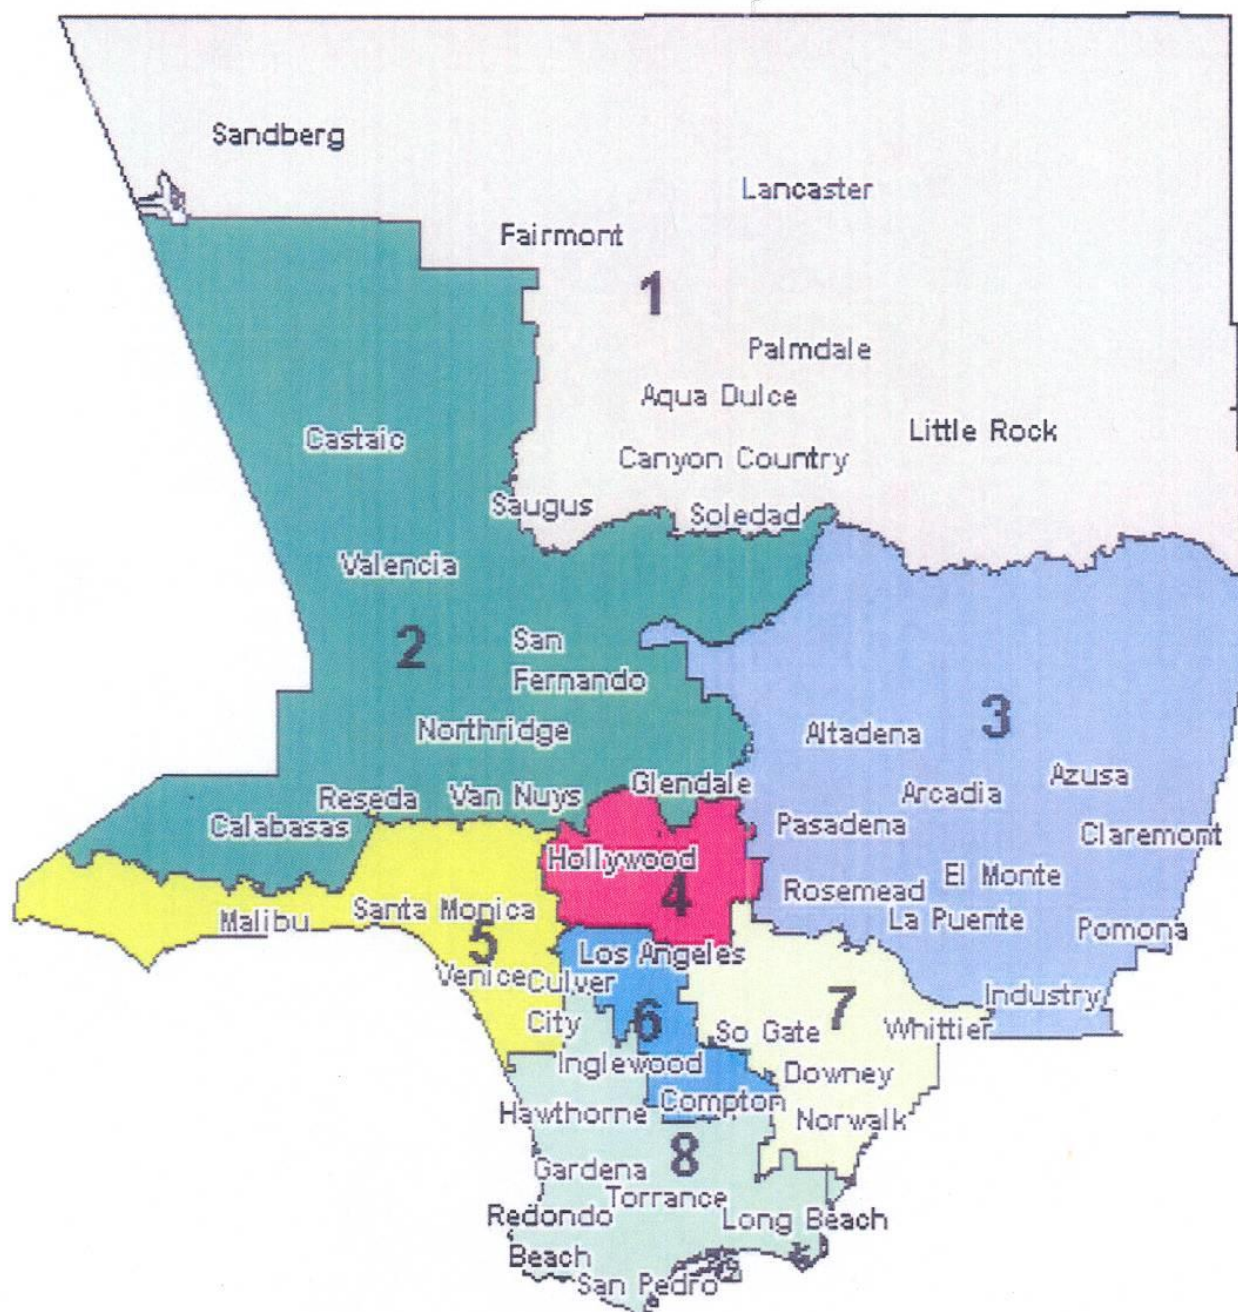 Sandberg
Lancaster
Fairmont
1
Palmdale
Aqua Dulce
Little Rock
Castaic
Canyon Country
Saugus
Soledad
Valencia
2
San
Fernando
3
Northridge
Altadena
Azusa
Glendale
Reseda
Van Nuys
Arcadia
Calabasas
Pasadena
Claremont
Hollywood
El Monte
Rosemead
4
Santa Monica
Malibu
La Puente
Pomona
5
Los Angeles
Venice
Culver
City
Industry
7
6
So Gate
Whittier
Inglewood
Downey
Compton
Hawthorne
Norwalk
8
Gardena
Torrance
Redondo
Beach
Long Beach
San Pedro